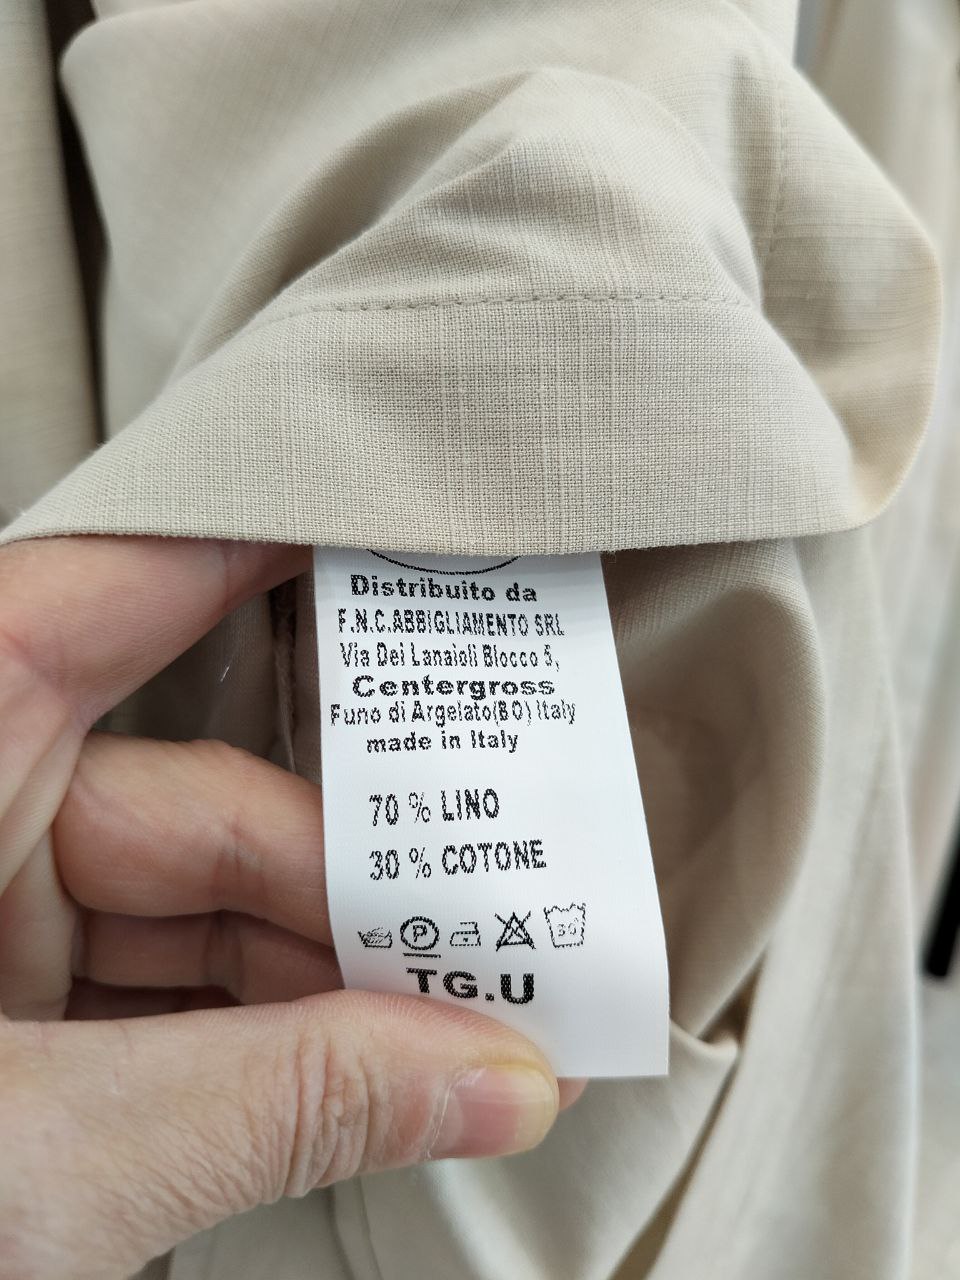 Distribuito da
F.N.C.ABBIGLIAMENTO SRL
Via Dei Lanaioli Blocco 5,
Centergross
Funo di Argelato(BO) Italy
made in Italy
70 % LINO
30 % COTONE
P 30°
TG.U